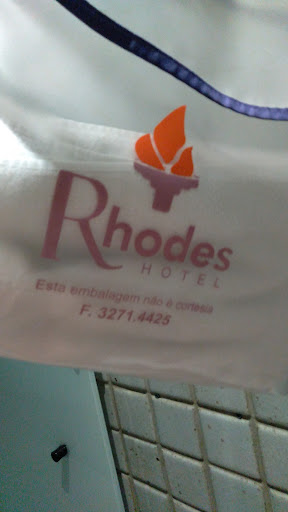 Rhodes
HOTEL
Esta embalagem não é cortesia
F. 3271.4425